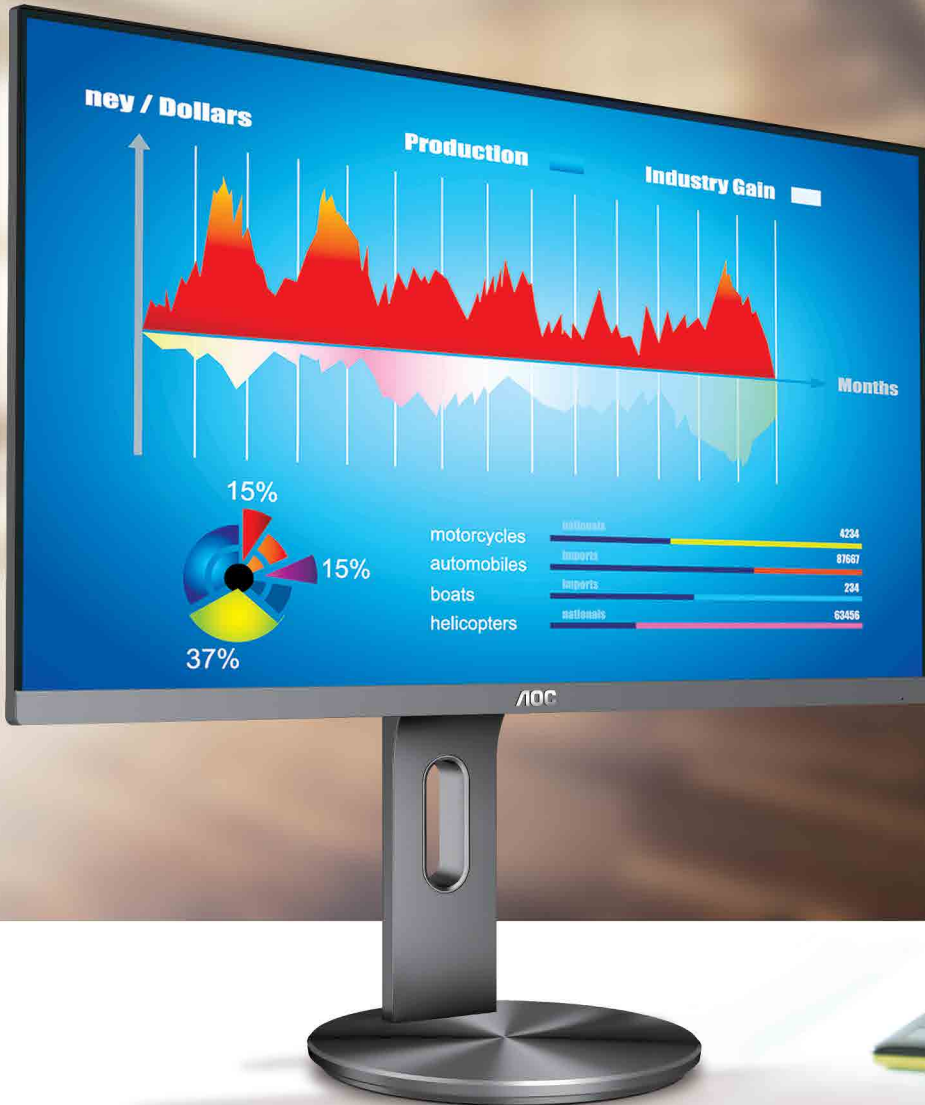 ney / Dollars
Production
Industry Gain
Months
15%
15%
37%
motorcycles nationals 4234
automobiles imports 87667
boats imports 234
helicopters nationals 63456
AOC